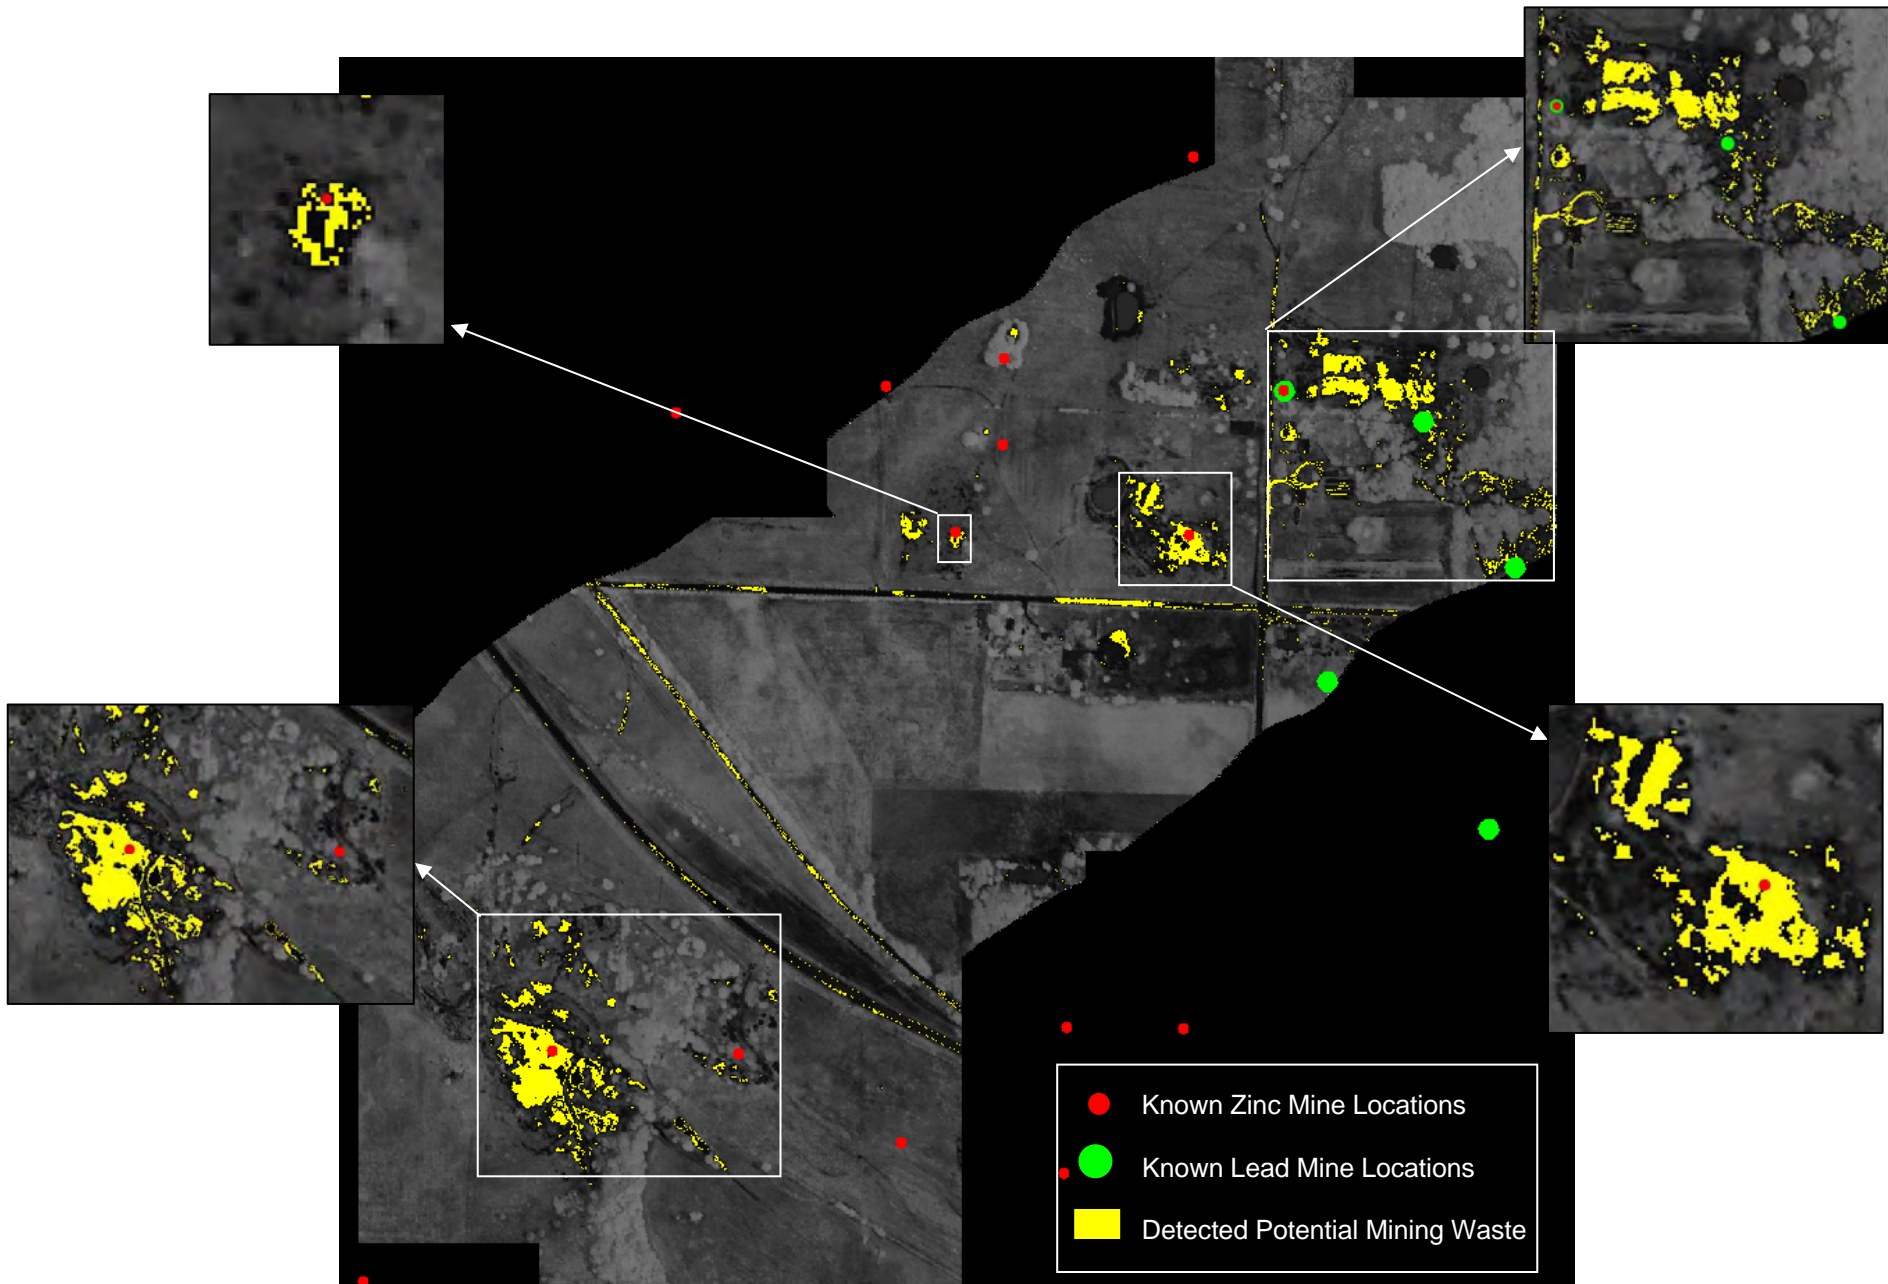 Known Zinc Mine Locations
Known Lead Mine Locations
Detected Potential Mining Waste